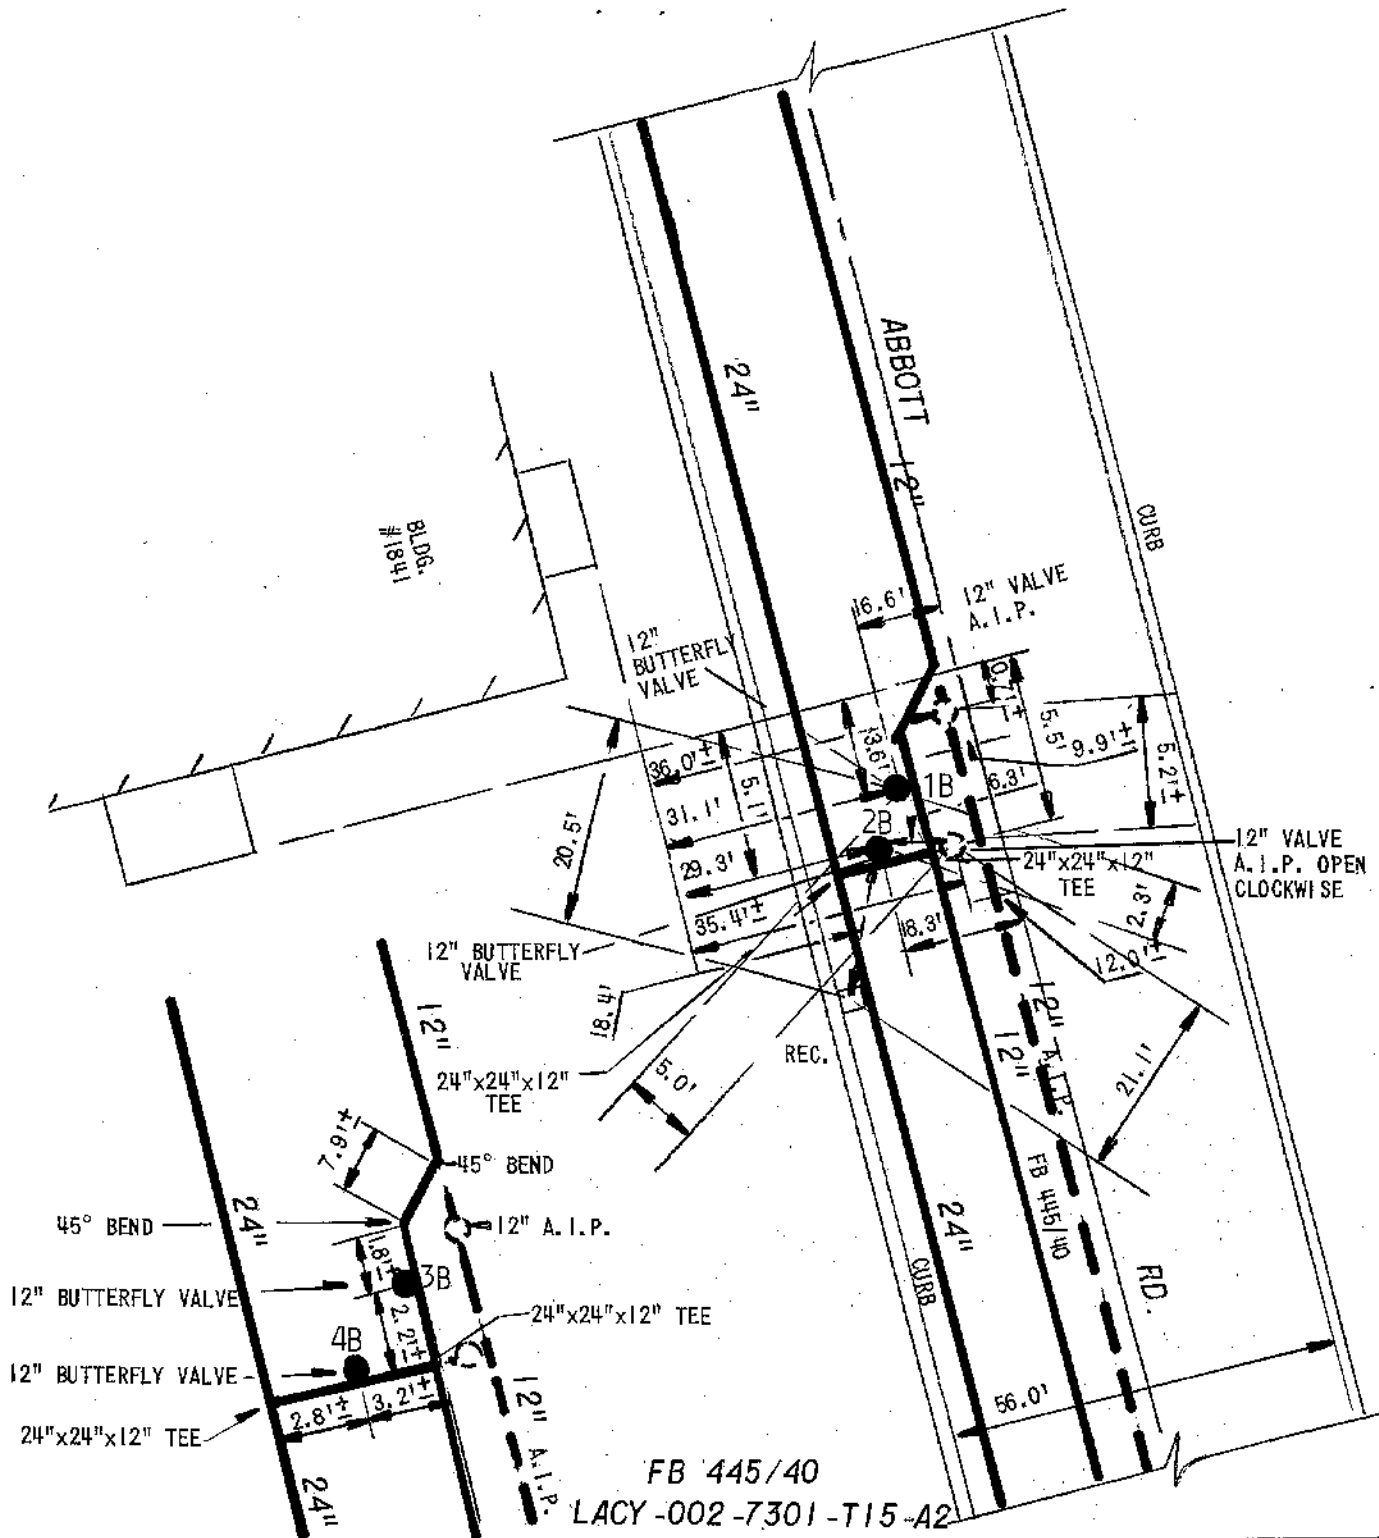 24"
ABBOTT
12"
CURB
BLDG.
#1841
16.6'
12" VALVE
A.I.P.
12"
BUTTERFLY
VALVE
0.7'±
5.5'
9.9'±
5.2'±
36.0'±
13.6'
5.1'
6.3'
1B
31.1'
2B
20.5'
29.3'
12" VALVE
A.I.P. OPEN
CLOCKWISE
24"x24"x12"
TEE
35.4'±
18.3'
2.3'
12.0'±
12" BUTTERFLY
VALVE
18.4'
12" A.I.P.
12"
REC.
5.0'
24"x24"x12"
TEE
21.1'
12"
7.9'±
45° BEND
FB 445/40
24"
24"
45° BEND
12" A.I.P.
CURB
RD.
1.8'±
3B
12" BUTTERFLY VALVE
2.2'±
24"x24"x12" TEE
4B
12" BUTTERFLY VALVE
12" A.I.P.
2.8'±
3.2'±
56.0'
24"x24"x12" TEE
24"
FB 445/40
LACY-002-7301-T15-A2